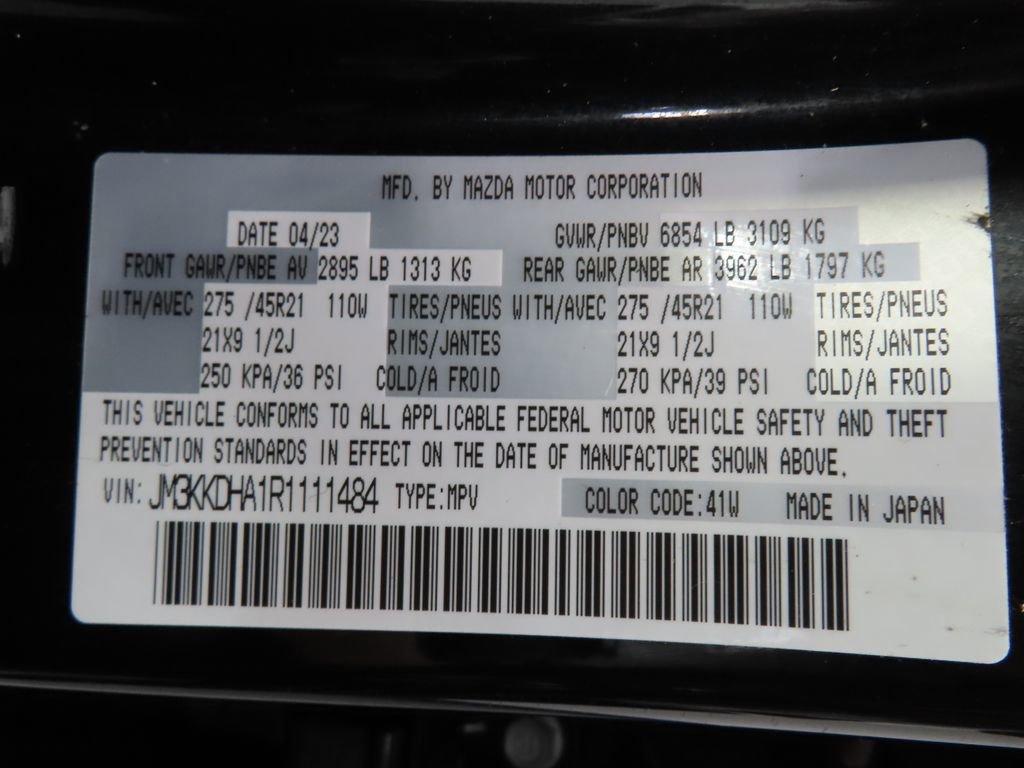 MFD. BY MAZDA MOTOR CORPORATION
DATE 04/23 GVWR/PNBV 6854 LB 3109 KG
FRONT GAWR/PNBE AV 2895 LB 1313 KG REAR GAWR/PNBE AR 3962 LB 1797 KG
WITH/AVEC 275 /45R21 110W TIRES/PNEUS WITH/AVEC 275 /45R21 110W TIRES/PNEUS
21X9 1/2J RIMS/JANTES 21X9 1/2J RIMS/JANTES
250 KPA/36 PSI COLD/A FROID 270 KPA/39 PSI COLD/A FROID
THIS VEHICLE CONFORMS TO ALL APPLICABLE FEDERAL MOTOR VEHICLE SAFETY AND THEFT
PREVENTION STANDARDS IN EFFECT ON THE DATE OF MANUFACTURE SHOWN ABOVE.
VIN: JM3KKDHA1R1111484 TYPE:MPV COLOR CODE:41W MADE IN JAPAN